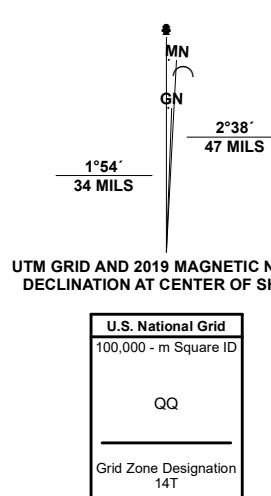 MN
GN
2°38´
47 MILS
1°54´
34 MILS
UTM GRID AND 2019 MAGNETIC N
DECLINATION AT CENTER OF SH
U.S. National Grid
100,000 - m Square ID
QQ
Grid Zone Designation
14T